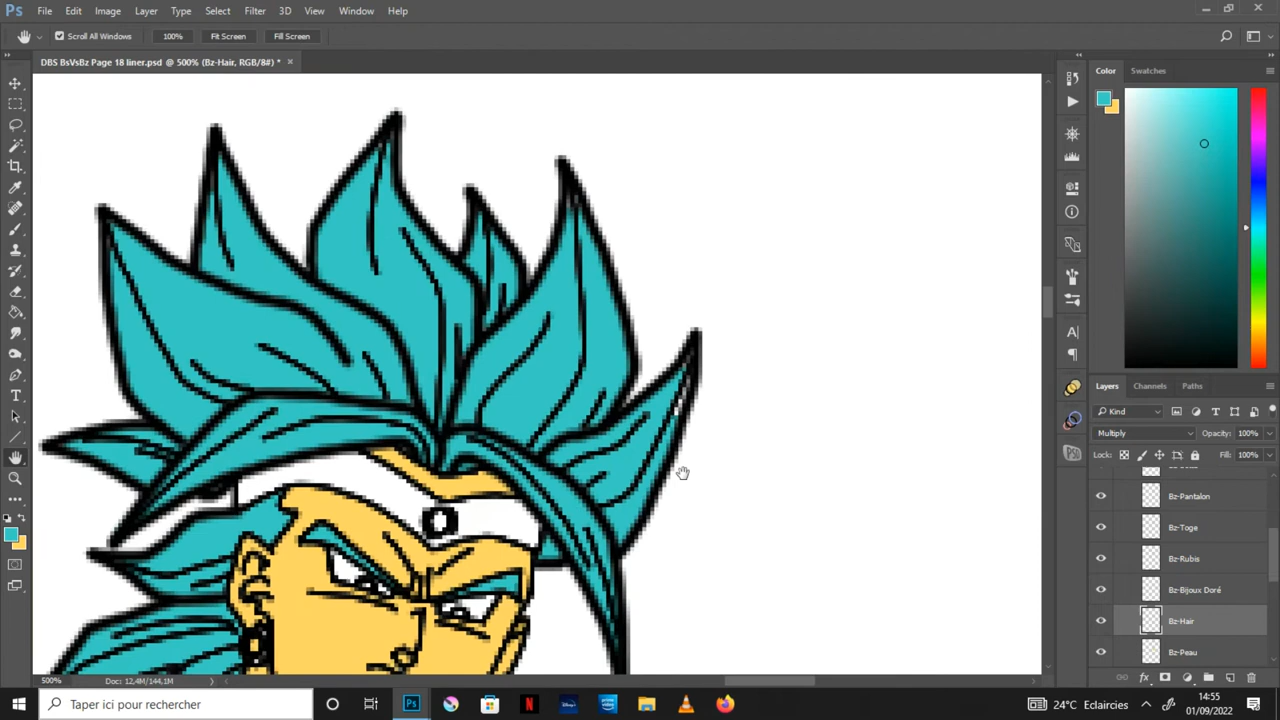 Ps File Edit Image Layer Type Select Filter 3D View Window Help
Scroll All Windows 100% Fit Screen Fill Screen
DBS BsVsBz Page 18 liner.psd @ 500% (Bz-Hair, RGB/8#) * ×
Color Swatches
Layers Channels Paths
Kind
Multiply Opacity: 100%
Lock: Fill: 100%
Bz-Pantalon
Bz-Toge
Bz-Rubis
Bz-Bijoux Doré
Bz-Hair
Bz-Peau
500% Doc: 12,4M/144,1M
Taper ici pour rechercher
24°C Eclaircies
14:55
01/09/2022